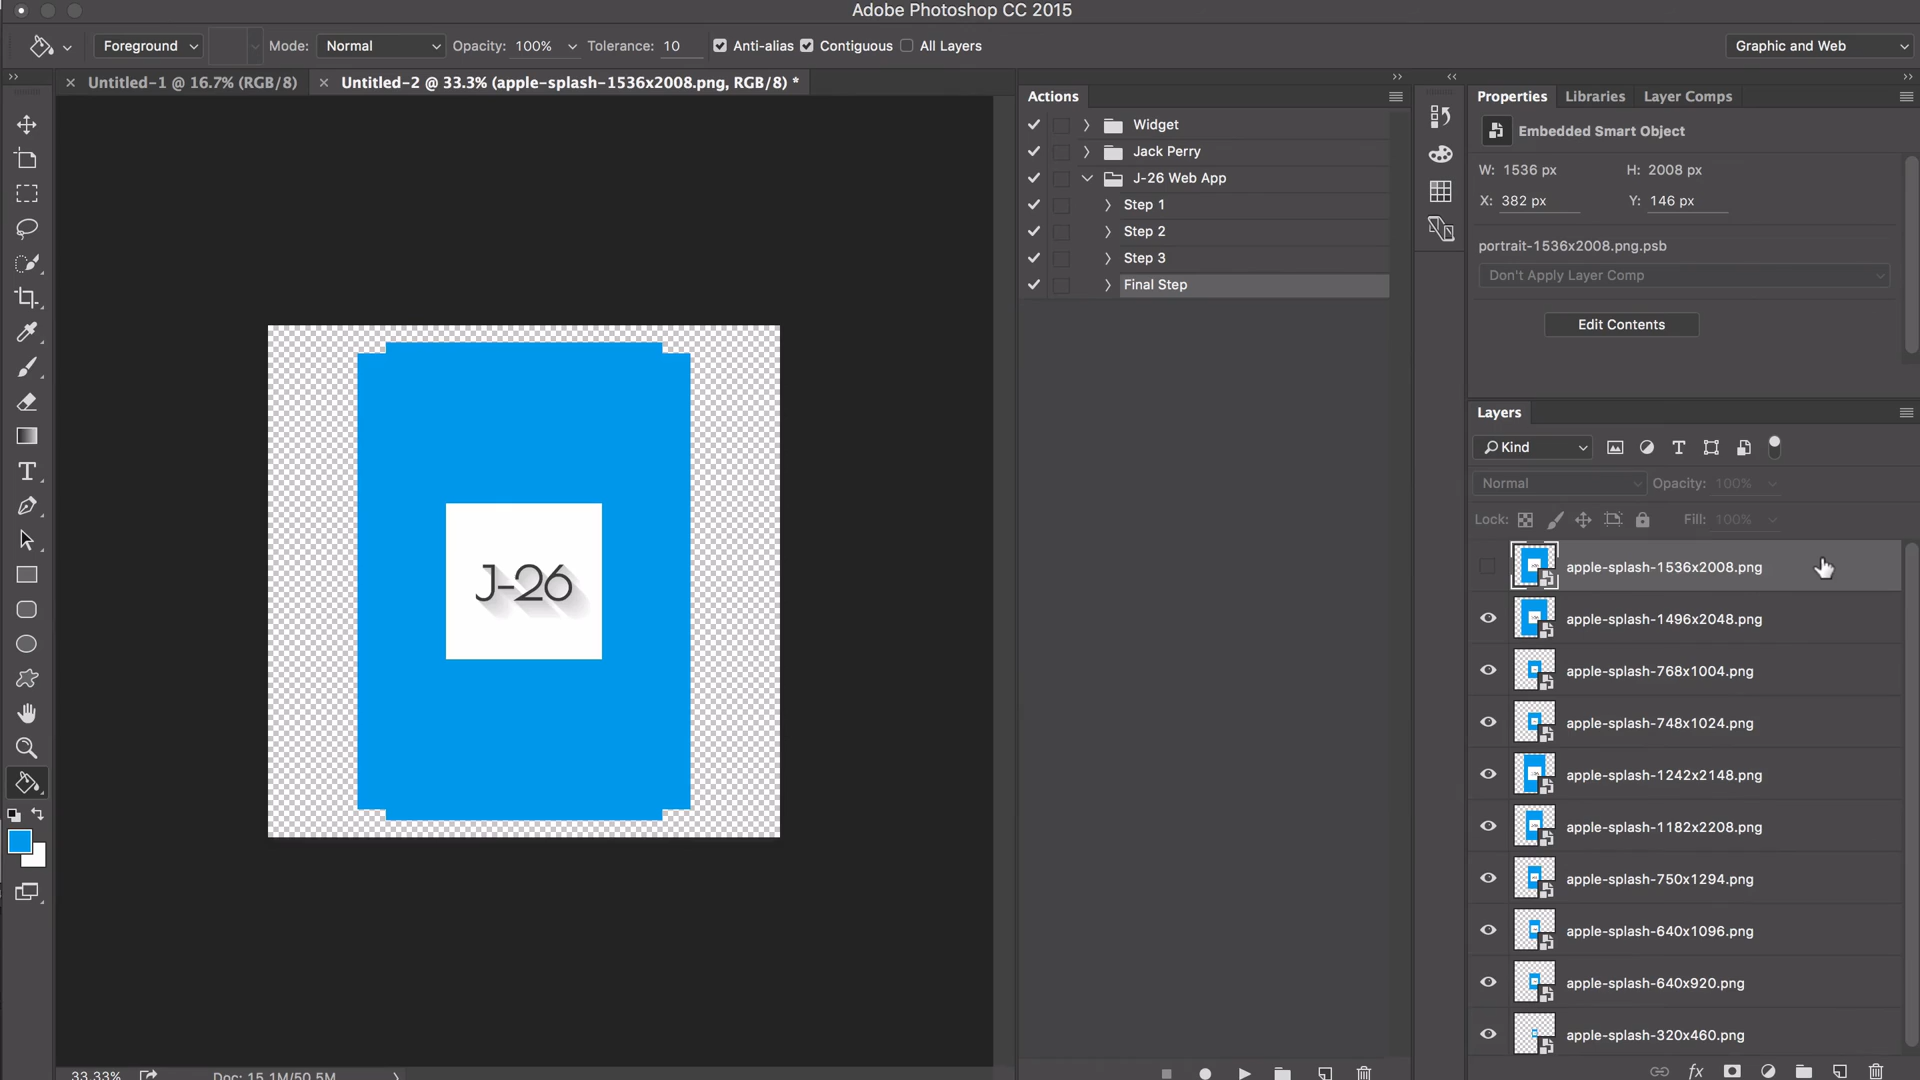 Adobe Photoshop CC 2015
Foreground Mode: Normal Opacity: 100% Tolerance: 10 Anti-alias Contiguous All Layers Graphic and Web
Untitled-1 @ 16.7% (RGB/8) Untitled-2 @ 33.3% (apple-splash-1536x2008.png, RGB/8) *
Actions
Widget
Jack Perry
J-26 Web App
Step 1
Step 2
Step 3
Final Step
J-26
33.33% Doc: 15.1M/50.5M
Properties Libraries Layer Comps
Embedded Smart Object
W: 1536 px H: 2008 px
X: 382 px Y: 146 px
portrait-1536x2008.png.psb
Don't Apply Layer Comp
Edit Contents
Layers
Kind
Normal Opacity: 100%
Lock: Fill: 100%
apple-splash-1536x2008.png
apple-splash-1496x2048.png
apple-splash-768x1004.png
apple-splash-748x1024.png
apple-splash-1242x2148.png
apple-splash-1182x2208.png
apple-splash-750x1294.png
apple-splash-640x1096.png
apple-splash-640x920.png
apple-splash-320x460.png
fx